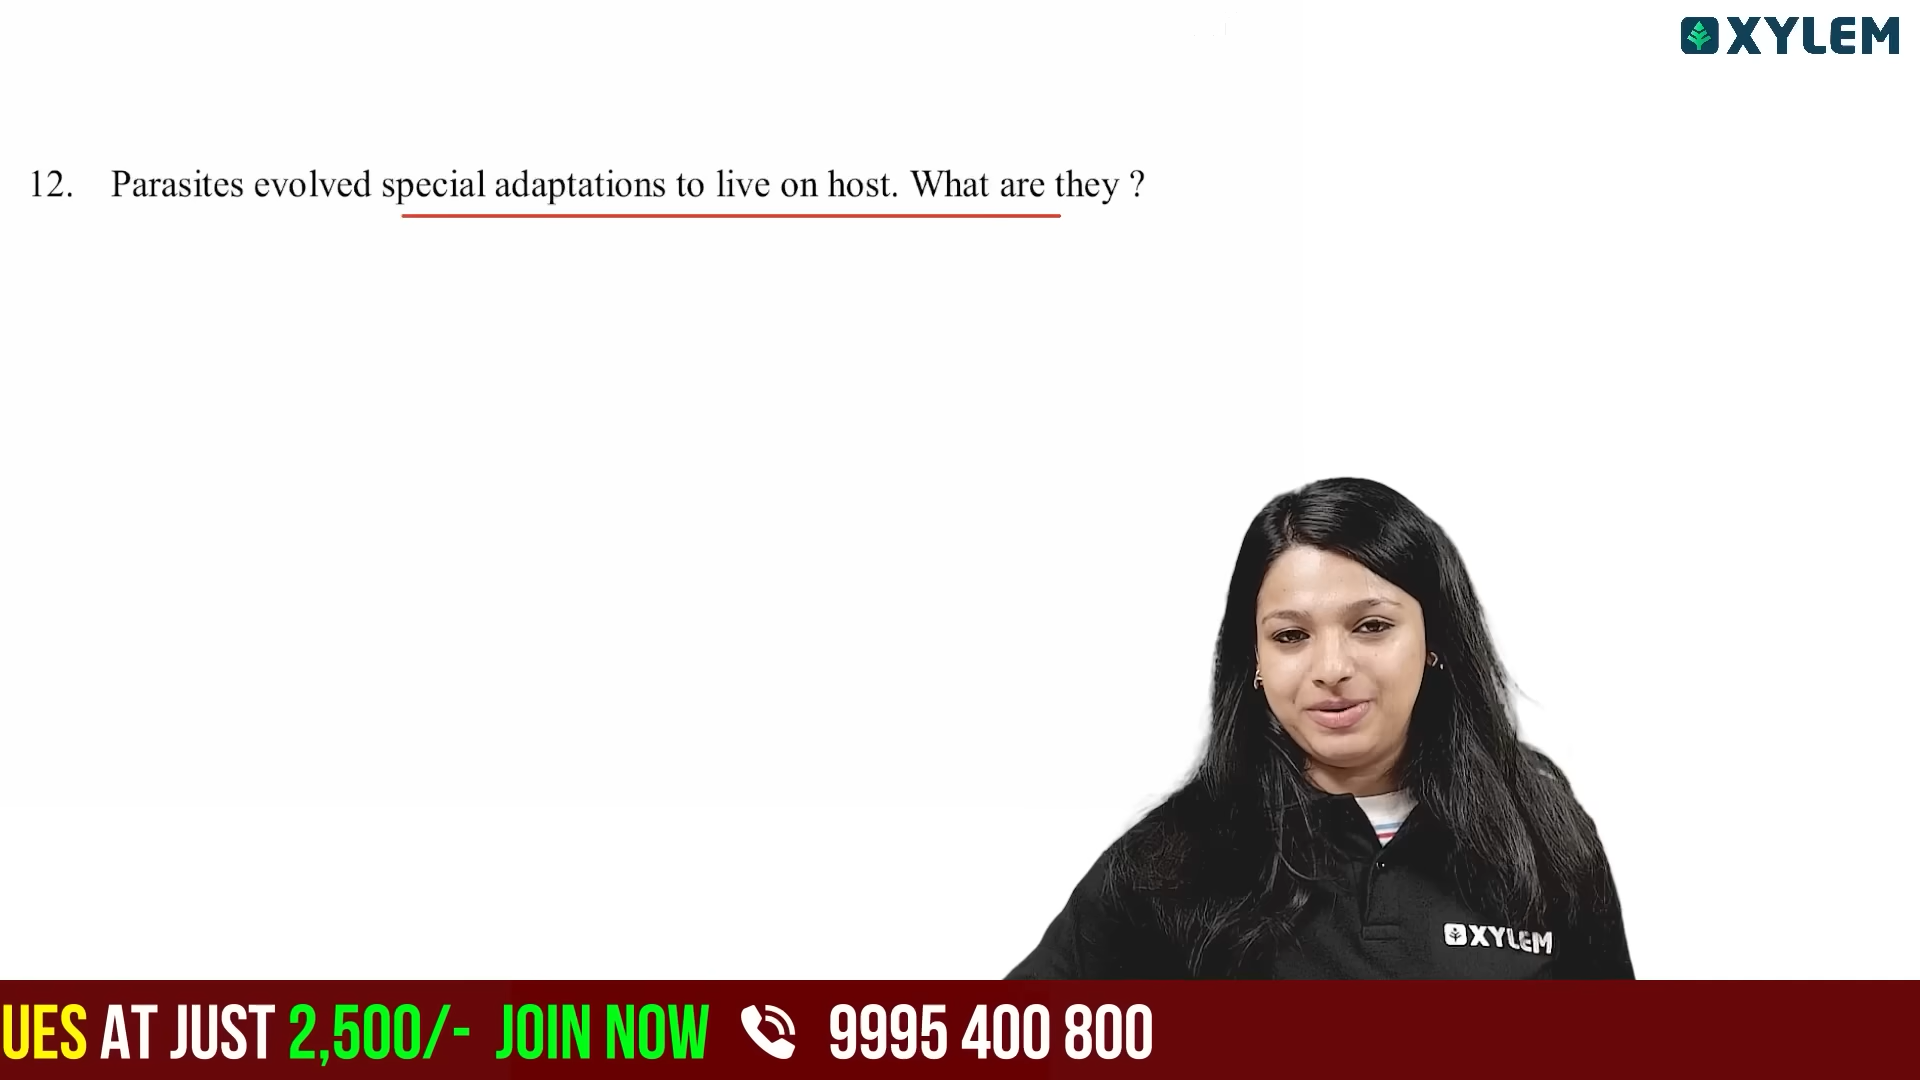 XYLEM
12. Parasites evolved special adaptations to live on host. What are they ?
XYLEM
UES AT JUST 2,500/- JOIN NOW 9995 400 800